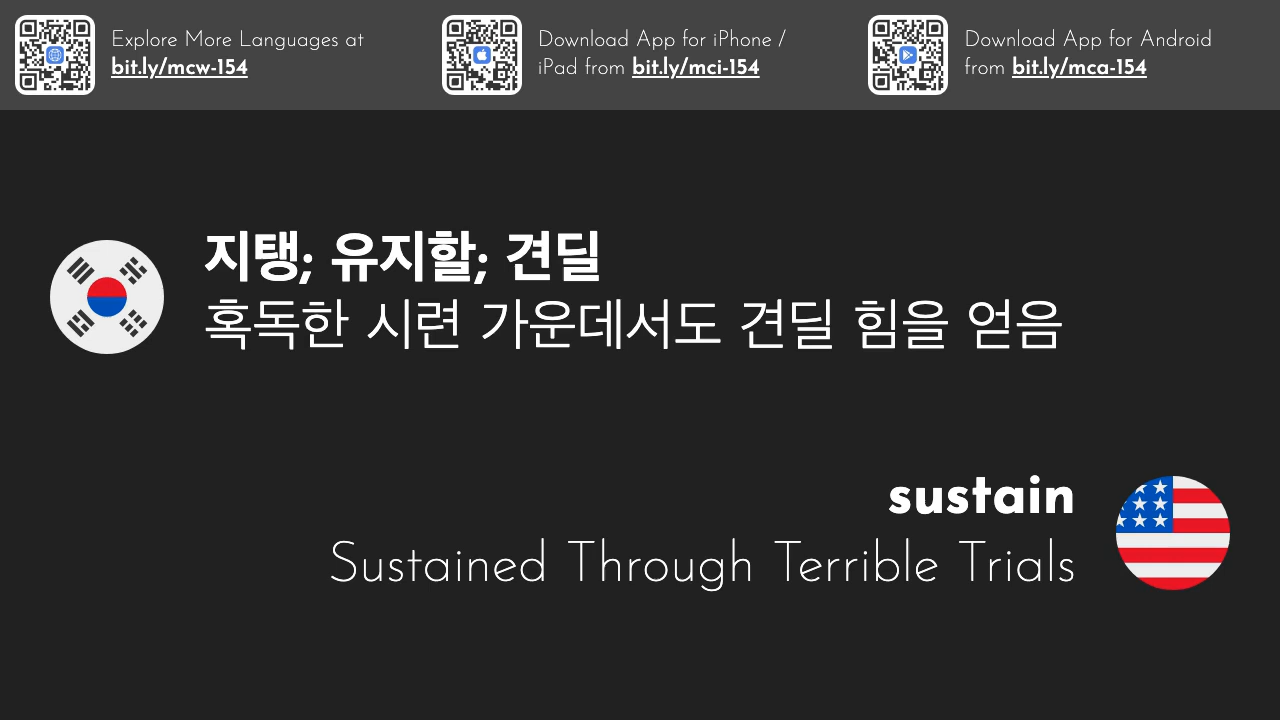 Explore More Languages at
bit.ly/mcw-154
Download App for iPhone /
iPad from bit.ly/mci-154
Download App for Android
from bit.ly/mca-154
지탱; 유지할; 견딜
혹독한 시련 가운데서도 견딜 힘을 얻음
sustain
Sustained Through Terrible Trials